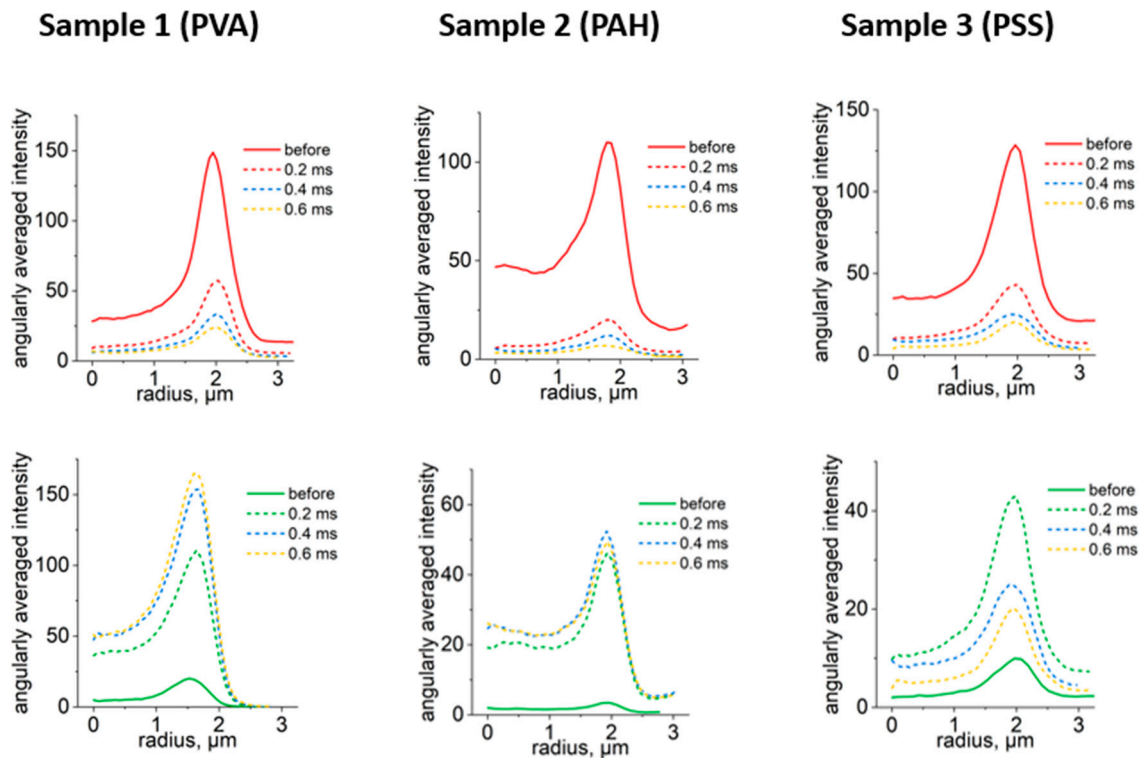 Sample 1 (PVA)
Sample 2 (PAH)
Sample 3 (PSS)
angularly averaged intensity
150
100
50
0
before
0.2 ms
0.4 ms
0.6 ms
0 1 2 3
radius, µm
angularly averaged intensity
100
50
0
before
0.2 ms
0.4 ms
0.6 ms
0 1 2 3
radius, µm
angularly averaged intensity
150
100
50
0
before
0.2 ms
0.4 ms
0.6 ms
0 1 2 3
radius, µm
angularly averaged intensity
150
100
50
0
before
0.2 ms
0.4 ms
0.6 ms
0 1 2 3
radius, µm
angularly averaged intensity
60
40
20
0
before
0.2 ms
0.4 ms
0.6 ms
0 1 2 3
radius, µm
angularly averaged intensity
40
20
0
before
0.2 ms
0.4 ms
0.6 ms
0 1 2 3
radius, µm